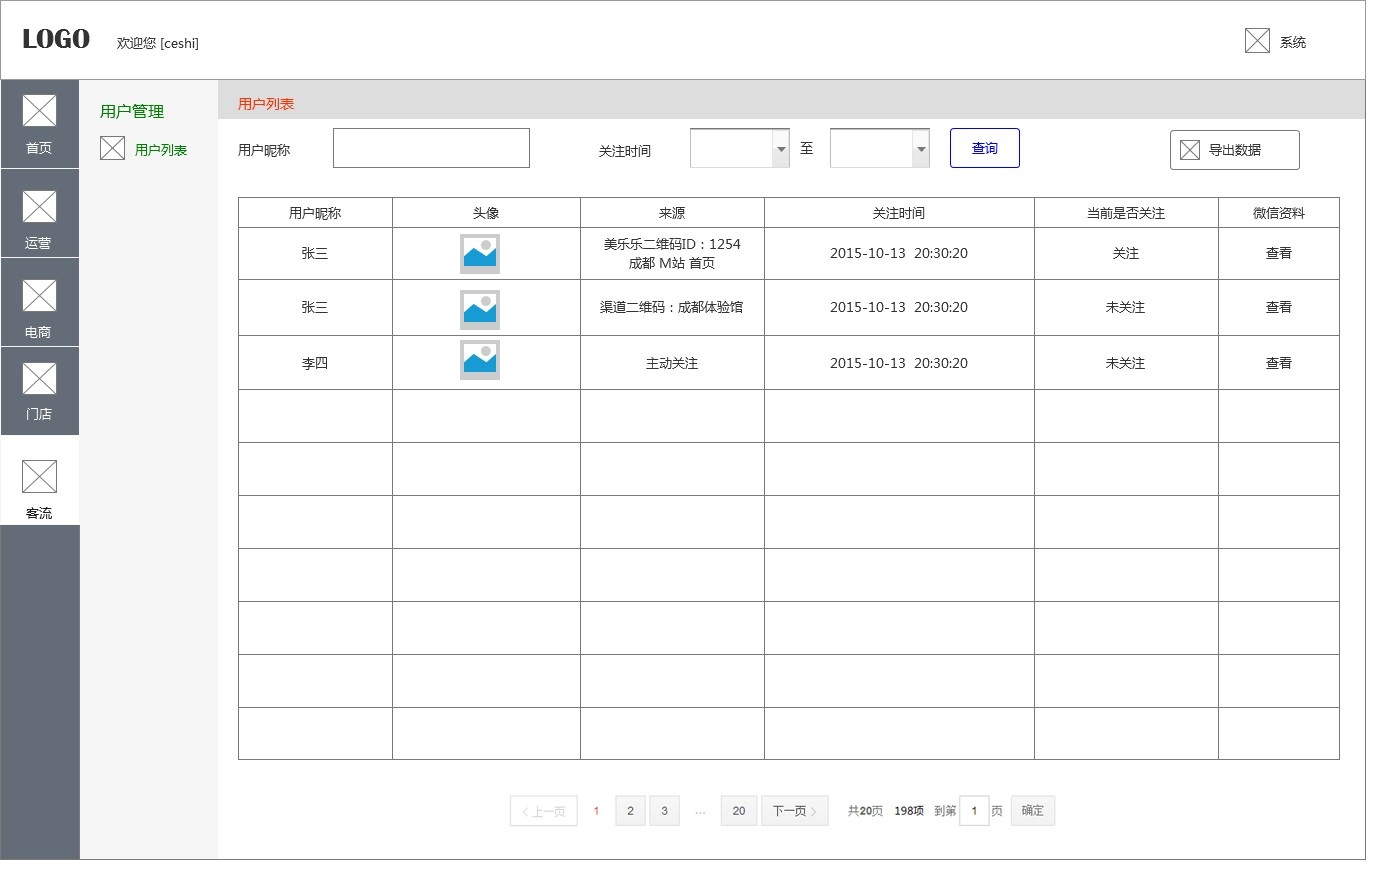 LOGO
欢迎您 [ceshi]
系统
首页
运营
电商
门店
客流
用户管理
用户列表
用户列表
用户昵称
关注时间
至
查询
导出数据
用户昵称 头像 来源 关注时间 当前是否关注 微信资料
张三 美乐乐二维码ID：1254 2015-10-13 20:30:20 关注 查看
成都 M站 首页
张三 渠道二维码：成都体验馆 2015-10-13 20:30:20 未关注 查看
李四 主动关注 2015-10-13 20:30:20 未关注 查看
上一页 1 2 3 ... 20 下一页 共20页 198项 到第 1 页 确定